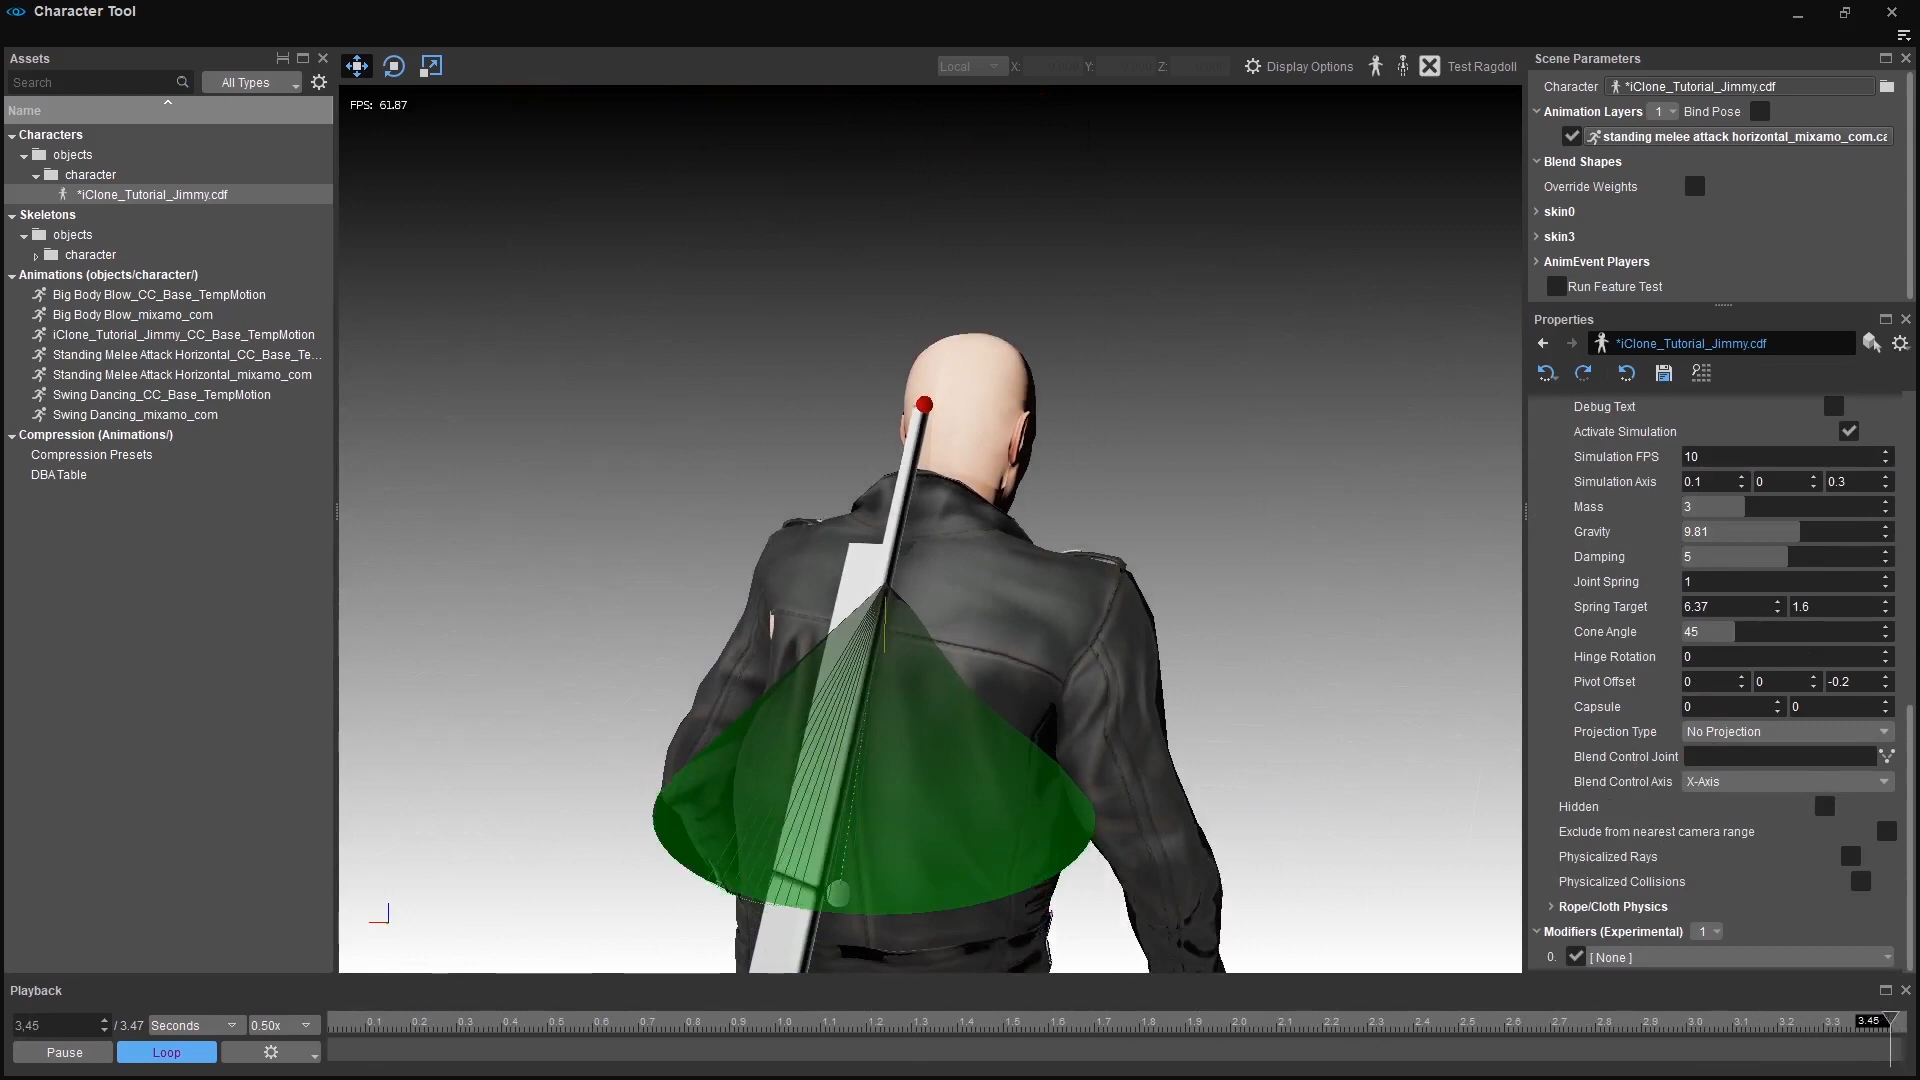 Character Tool
Assets
Search
All Types
Name
Characters
objects
character
*iClone_Tutorial_Jimmy.cdf
Skeletons
objects
character
Animations (objects/character/)
Big Body Blow_CC_Base_TempMotion
Big Body Blow_mixamo_com
iClone_Tutorial_Jimmy_CC_Base_TempMotion
Standing Melee Attack Horizontal_CC_Base_Te...
Standing Melee Attack Horizontal_mixamo_com
Swing Dancing_CC_Base_TempMotion
Swing Dancing_mixamo_com
Compression (Animations/)
Compression Presets
DBATable
Local X: Y: Z:
Display Options
Test Ragdoll
FPS: 61.87
Scene Parameters
Character *iClone_Tutorial_Jimmy.cdf
Animation Layers 1 Bind Pose
standing melee attack horizontal_mixamo_com.ca
Blend Shapes
Override Weights
skin0
skin3
AnimEvent Players
Run Feature Test
Properties
*iClone_Tutorial_Jimmy.cdf
Debug Text
Activate Simulation
Simulation FPS 10
Simulation Axis 0.1 0 0.3
Mass 3
Gravity 9.81
Damping 5
Joint Spring 1
Spring Target 6.37 1.6
Cone Angle 45
Hinge Rotation 0
Pivot Offset 0 0 -0.2
Capsule 0 0
Projection Type No Projection
Blend Control Joint
Blend Control Axis X-Axis
Hidden
Exclude from nearest camera range
Physicalized Rays
Physicalized Collisions
Rope/Cloth Physics
Modifiers (Experimental) 1
0. [ None ]
Playback
3,45 / 3.47 Seconds 0.50x
0.1 0.2 0.3 0.4 0.5 0.6 0.7 0.8 0.9 1.0 1.1 1.2 1.3 1.4 1.5 1.6 1.7 1.8 1.9 2.0 2.1 2.2 2.3 2.4 2.5 2.6 2.7 2.8 2.9 3.0 3.1 3.2 3.3 3.45
Pause Loop